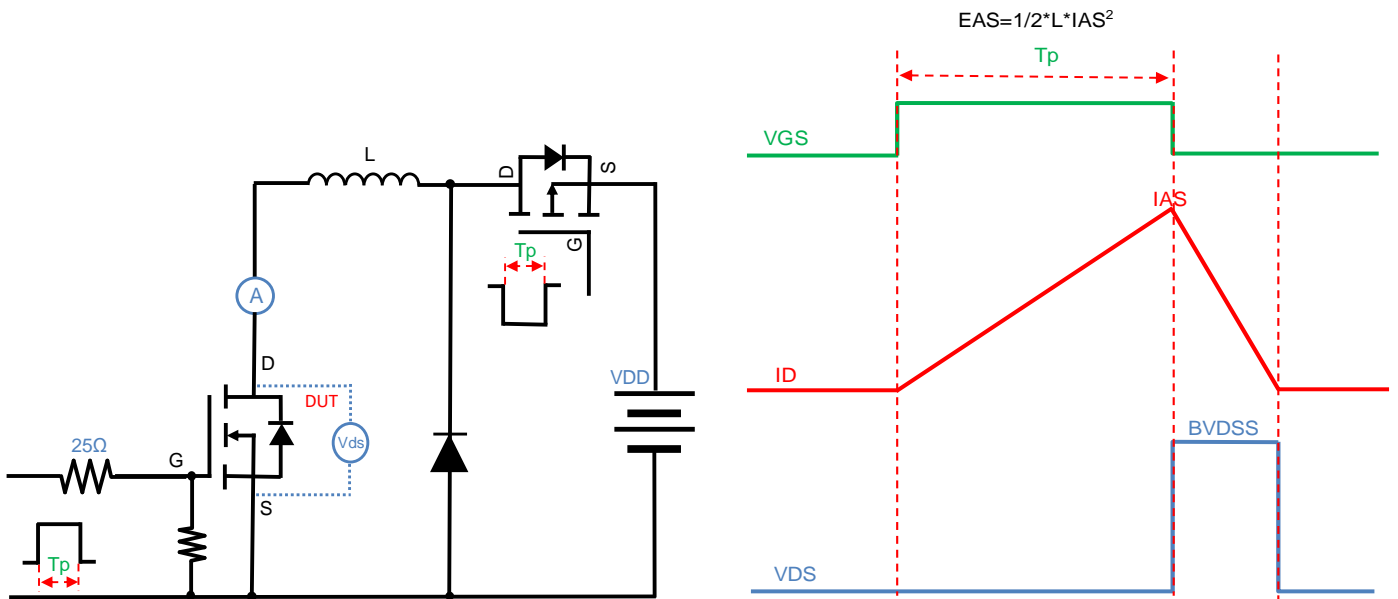 EAS=1/2*L*IAS²
Tp
VGS
L
D
S
G
Tp
IAS
A
D
VDD
ID
DUT
Vds
25Ω
G
S
BVDSS
Tp
VDS